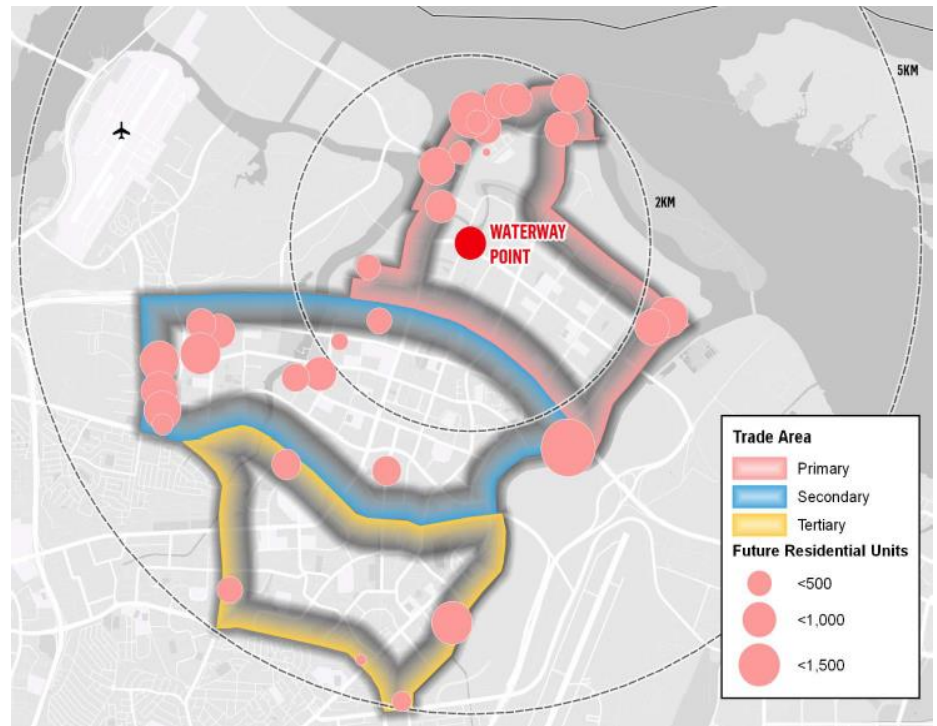 5KM
2KM
WATERWAY
POINT
Trade Area
Primary
Secondary
Tertiary
Future Residential Units
<500
<1,000
<1,500